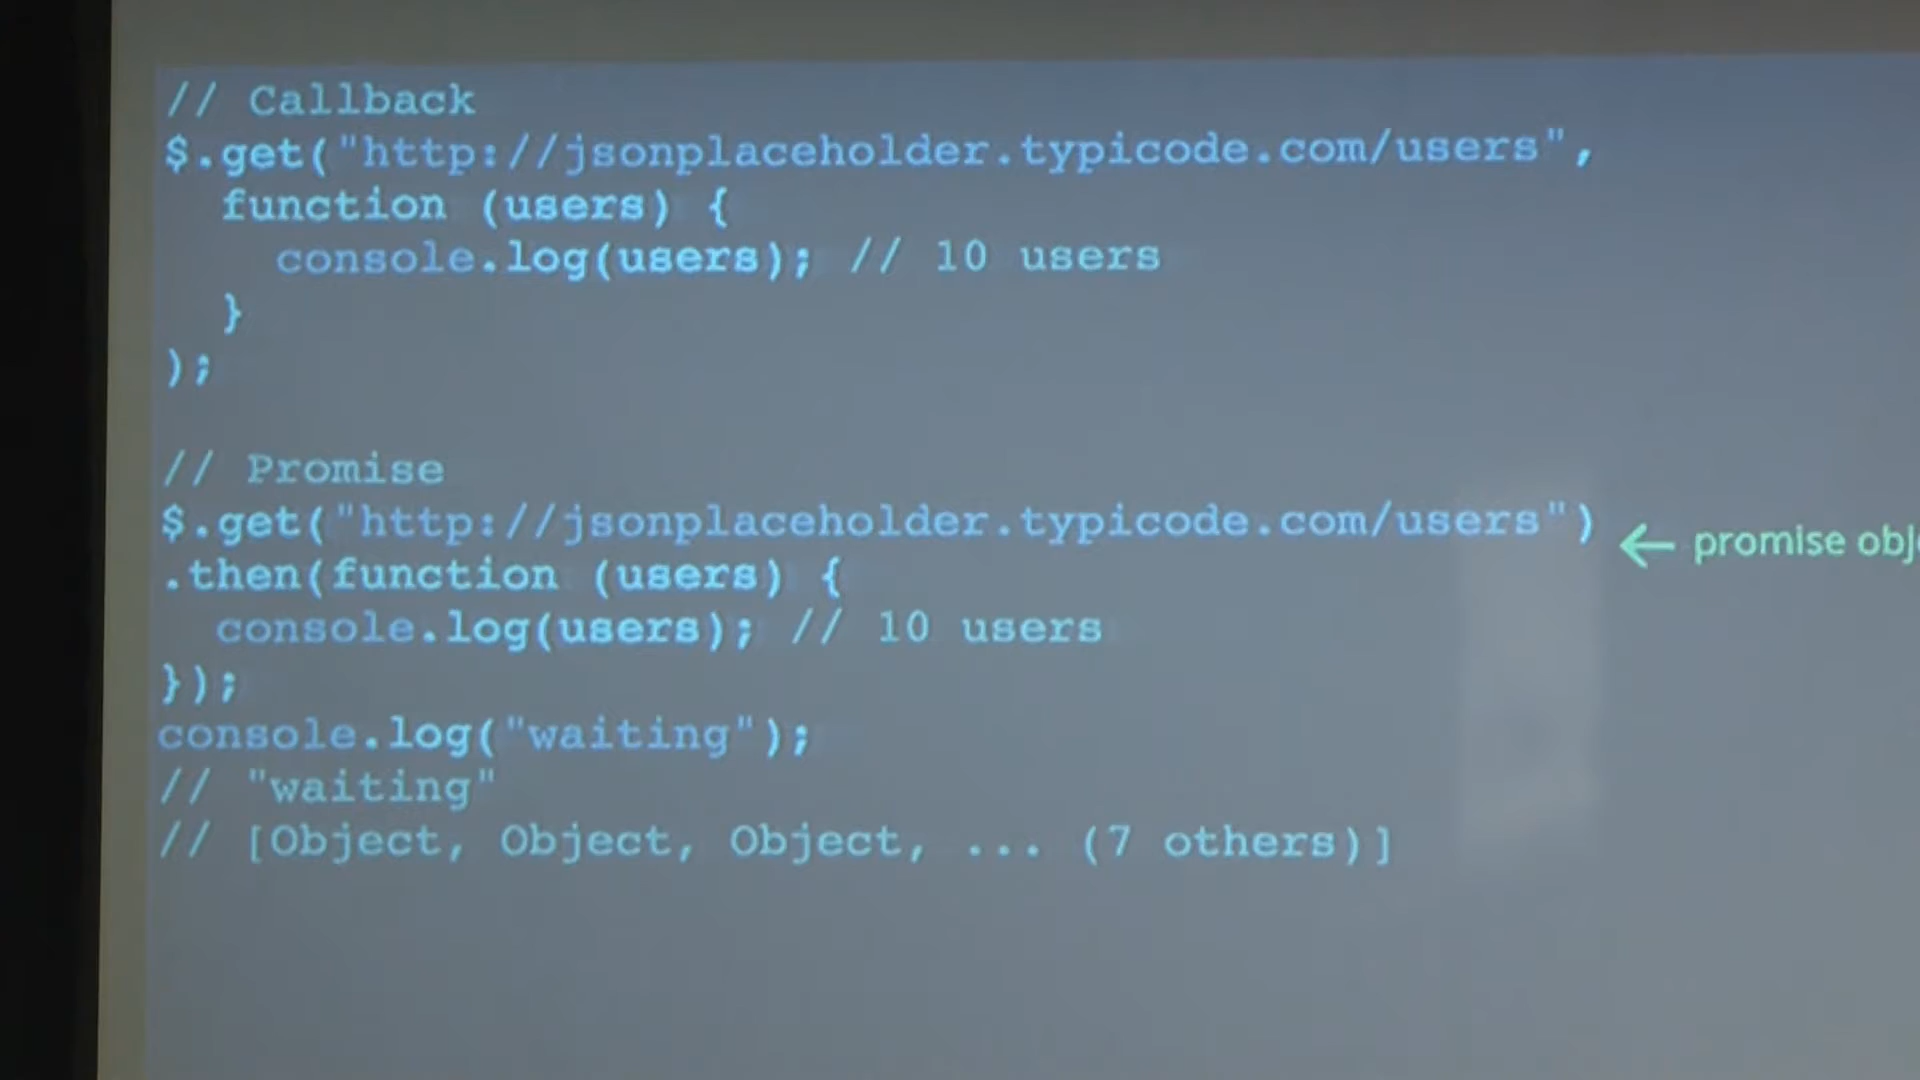 // Callback
$.get("http://jsonplaceholder.typicode.com/users",
  function (users) {
    console.log(users); // 10 users
  }
);
// Promise
$.get("http://jsonplaceholder.typicode.com/users")
← promise
.then(function (users) {
  console.log(users); // 10 users
});
console.log("waiting");
// "waiting"
// [Object, Object, Object, ... (7 others)]